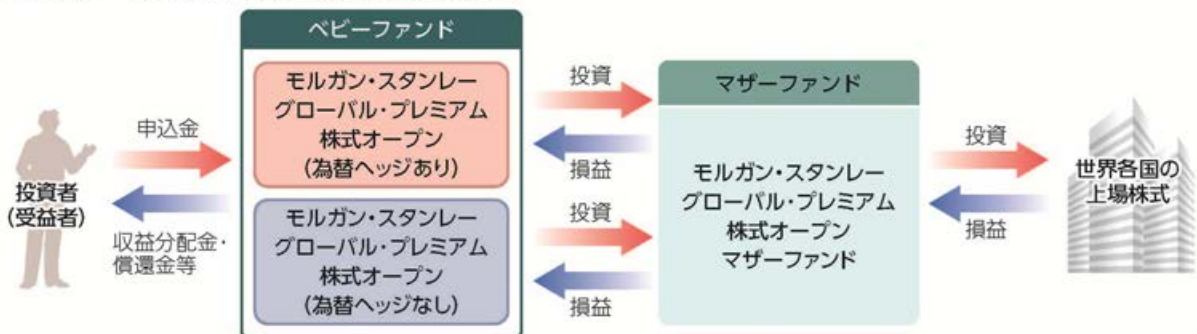 ベビーファンド
モルガン・スタンレー
グローバル・プレミアム
株式オープン
(為替ヘッジあり)
モルガン・スタンレー
グローバル・プレミアム
株式オープン
(為替ヘッジなし)
投資者
(受益者)
申込金
収益分配金・
償還金等
投資
損益
投資
損益
マザーファンド
モルガン・スタンレー
グローバル・プレミアム
株式オープン
マザーファンド
投資
損益
世界各国の
上場株式